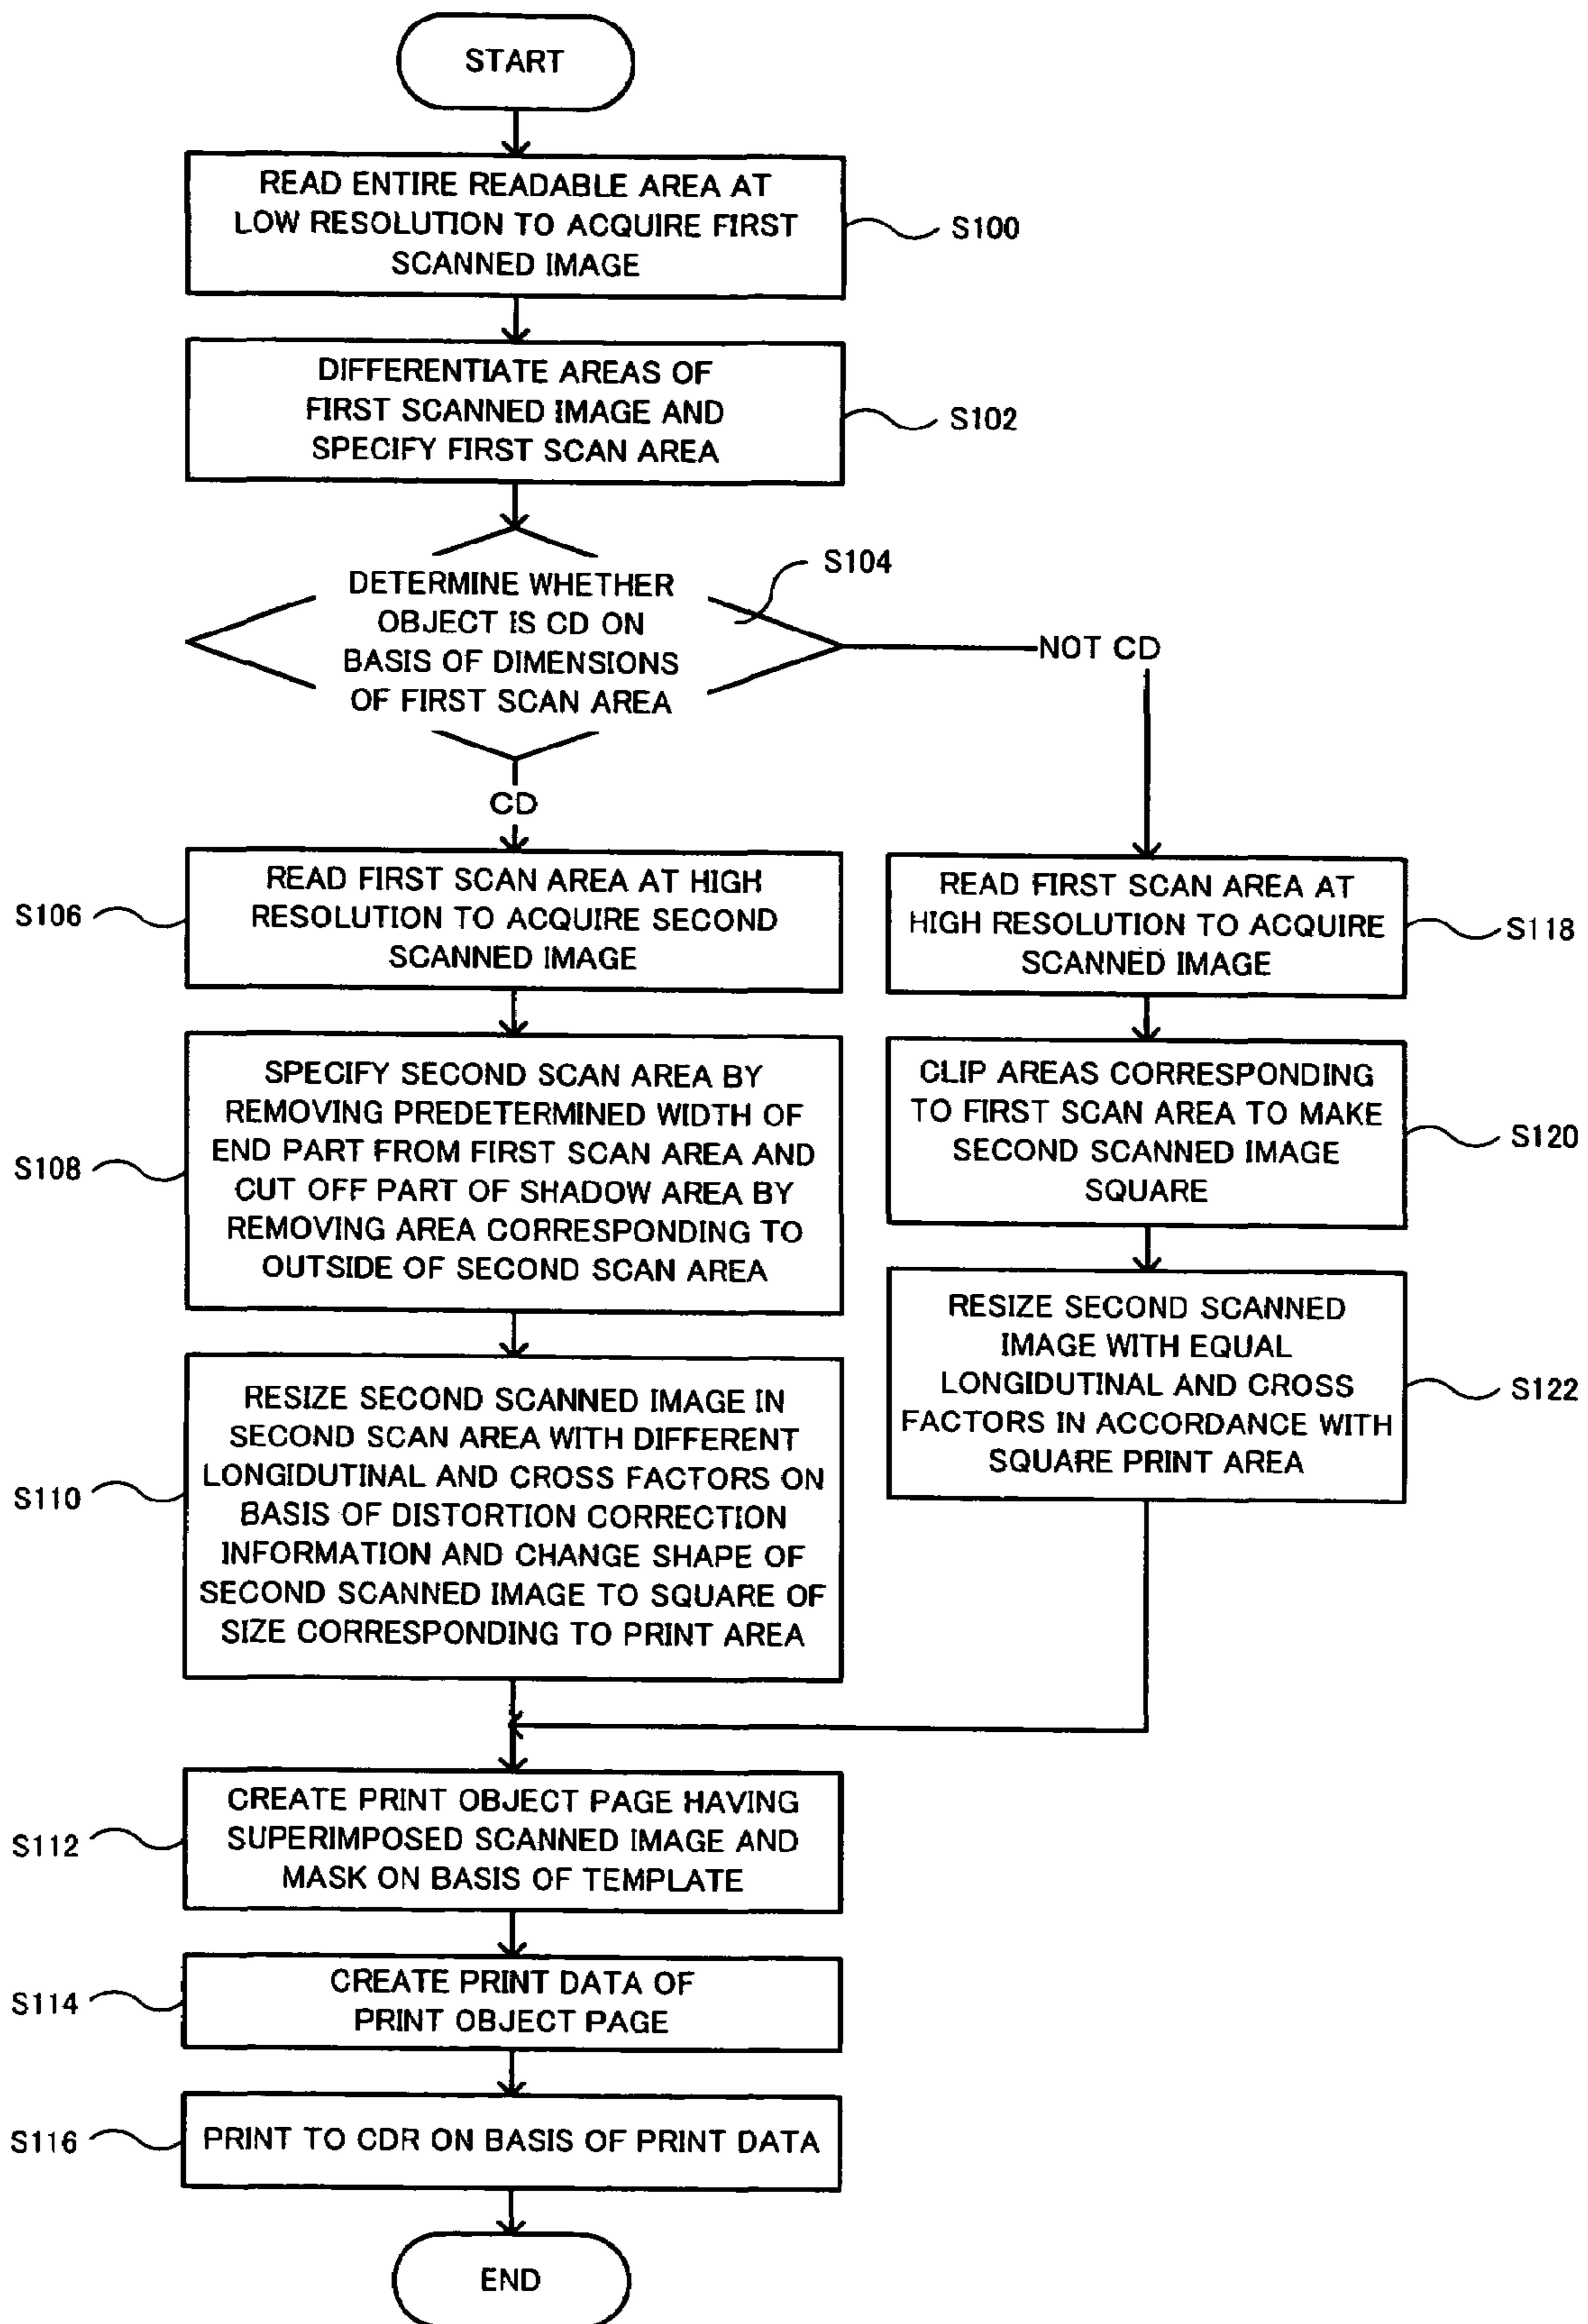 START
READ ENTIRE READABLE AREA AT
LOW RESOLUTION TO ACQUIRE FIRST
SCANNED IMAGE
S100
DIFFERENTIATE AREAS OF
FIRST SCANNED IMAGE AND
SPECIFY FIRST SCAN AREA
S102
DETERMINE WHETHER
OBJECT IS CD ON
BASIS OF DIMENSIONS
OF FIRST SCAN AREA
S104
NOT CD
CD
READ FIRST SCAN AREA AT HIGH
RESOLUTION TO ACQUIRE SECOND
SCANNED IMAGE
S106
SPECIFY SECOND SCAN AREA BY
REMOVING PREDETERMINED WIDTH OF
END PART FROM FIRST SCAN AREA AND
CUT OFF PART OF SHADOW AREA BY
REMOVING AREA CORRESPONDING TO
OUTSIDE OF SECOND SCAN AREA
S108
RESIZE SECOND SCANNED IMAGE IN
SECOND SCAN AREA WITH DIFFERENT
LONGIDUTINAL AND CROSS FACTORS ON
BASIS OF DISTORTION CORRECTION
INFORMATION AND CHANGE SHAPE OF
SECOND SCANNED IMAGE TO SQUARE OF
SIZE CORRESPONDING TO PRINT AREA
S110
READ FIRST SCAN AREA AT
HIGH RESOLUTION TO ACQUIRE
SCANNED IMAGE
S118
CLIP AREAS CORRESPONDING
TO FIRST SCAN AREA TO MAKE
SECOND SCANNED IMAGE
SQUARE
S120
RESIZE SECOND SCANNED
IMAGE WITH EQUAL
LONGIDUTINAL AND CROSS
FACTORS IN ACCORDANCE WITH
SQUARE PRINT AREA
S122
CREATE PRINT OBJECT PAGE HAVING
SUPERIMPOSED SCANNED IMAGE AND
MASK ON BASIS OF TEMPLATE
S112
CREATE PRINT DATA OF
PRINT OBJECT PAGE
S114
PRINT TO CDR ON BASIS OF PRINT DATA
S116
END